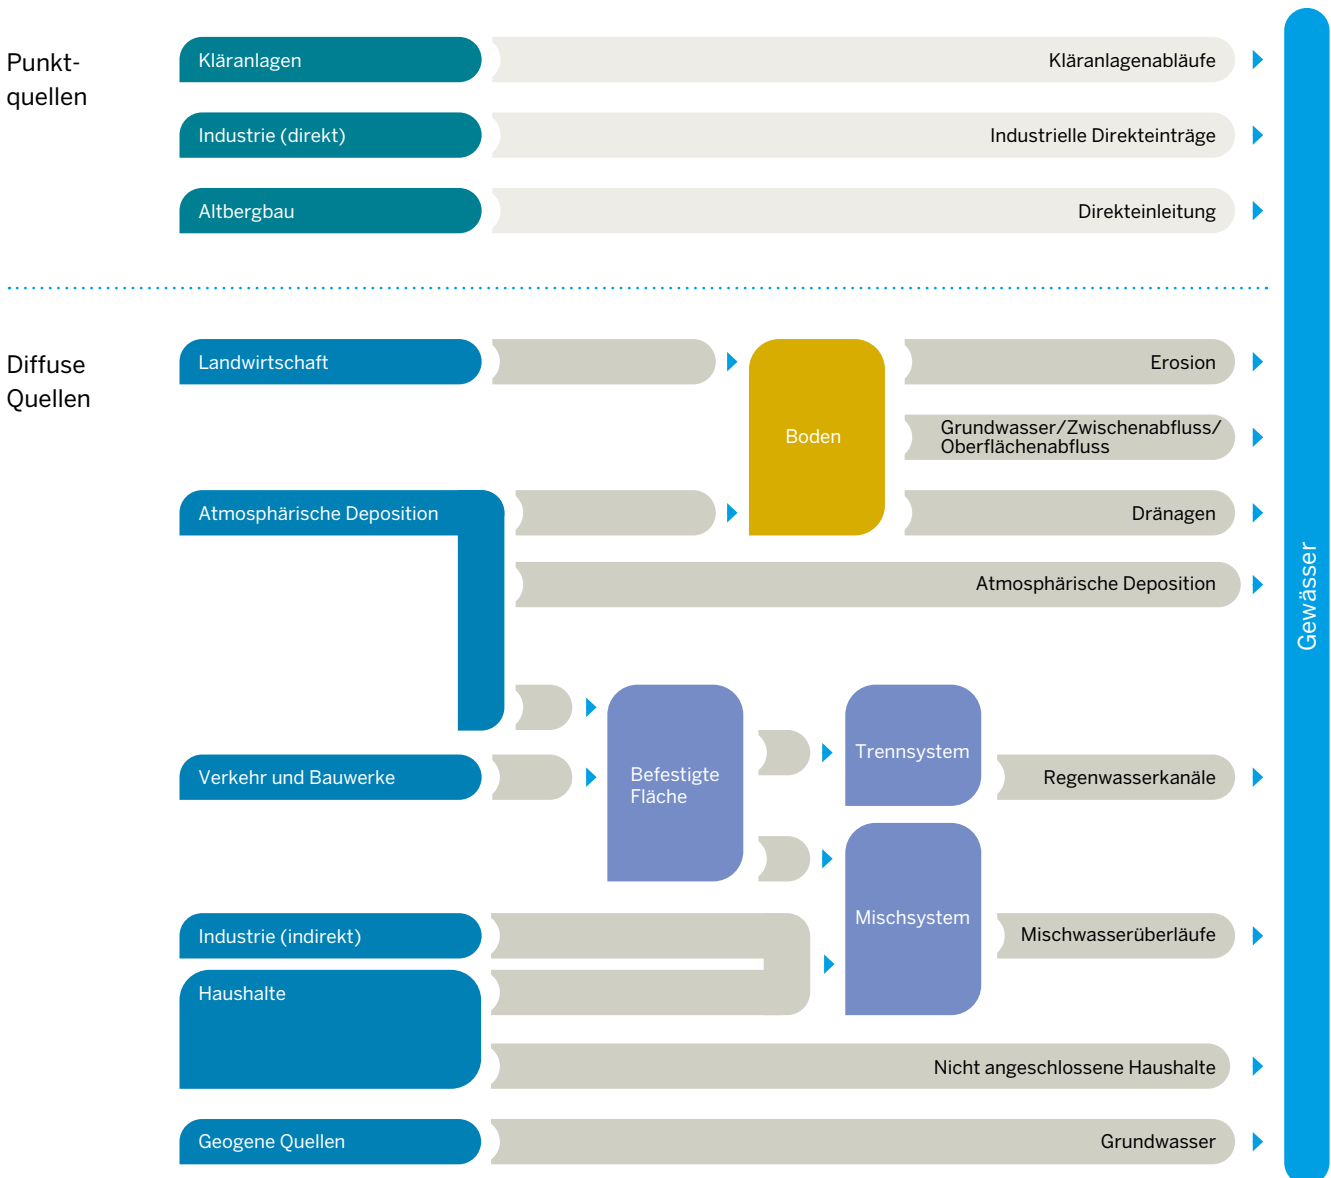 Punkt-
quellen
Kläranlagen
Kläranlagenabläufe
Industrie (direkt)
Industrielle Direkteinträge
Altbergbau
Direkteinleitung
Diffuse
Quellen
Landwirtschaft
Boden
Erosion
Grundwasser/Zwischenabfluss/
Oberflächenabfluss
Atmosphärische Deposition
Dränagen
Atmosphärische Deposition
Gewässer
Verkehr und Bauwerke
Befestigte
Fläche
Trennsystem
Regenwasserkanäle
Industrie (indirekt)
Mischsystem
Mischwasserüberläufe
Haushalte
Nicht angeschlossene Haushalte
Geogene Quellen
Grundwasser